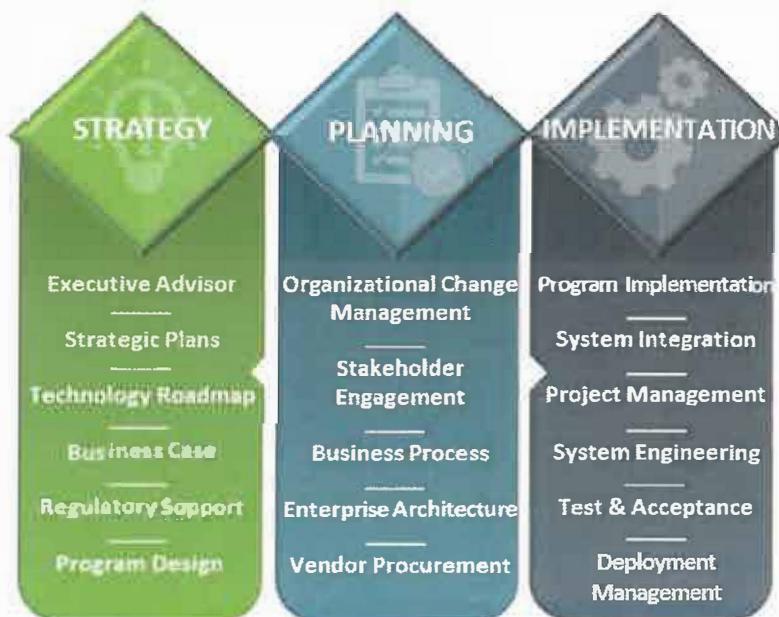 STRATEGY
Executive Advisor
Strategic Plans
Technology Roadmap
Business Case
Regulatory Support
Program Design
PLANNING
Organizational Change
Management
Stakeholder
Engagement
Business Process
Enterprise Architecture
Vendor Procurement
IMPLEMENTATION
Program Implementation
System Integration
Project Management
System Engineering
Test & Acceptance
Deployment
Management